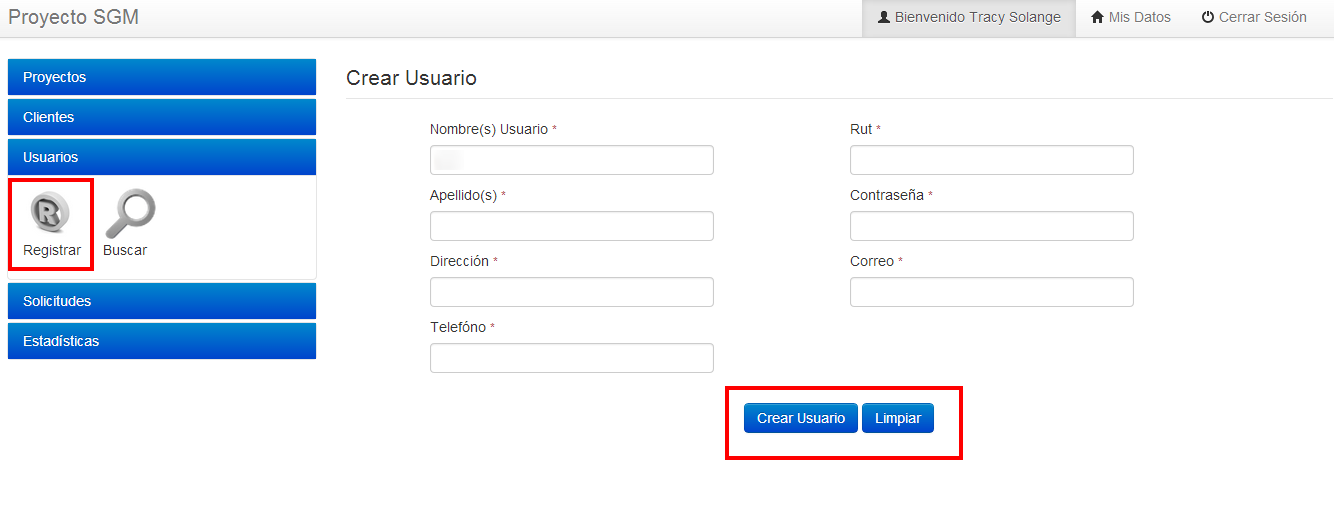 Proyecto SGM
Bienvenido Tracy Solange
Mis Datos
Cerrar Sesión
Proyectos
Clientes
Usuarios
R
Registrar
Buscar
Solicitudes
Estadísticas
Crear Usuario
Nombre(s) Usuario *
Rut *
Apellido(s) *
Contraseña *
Dirección *
Correo *
Telefóno *
Crear Usuario
Limpiar